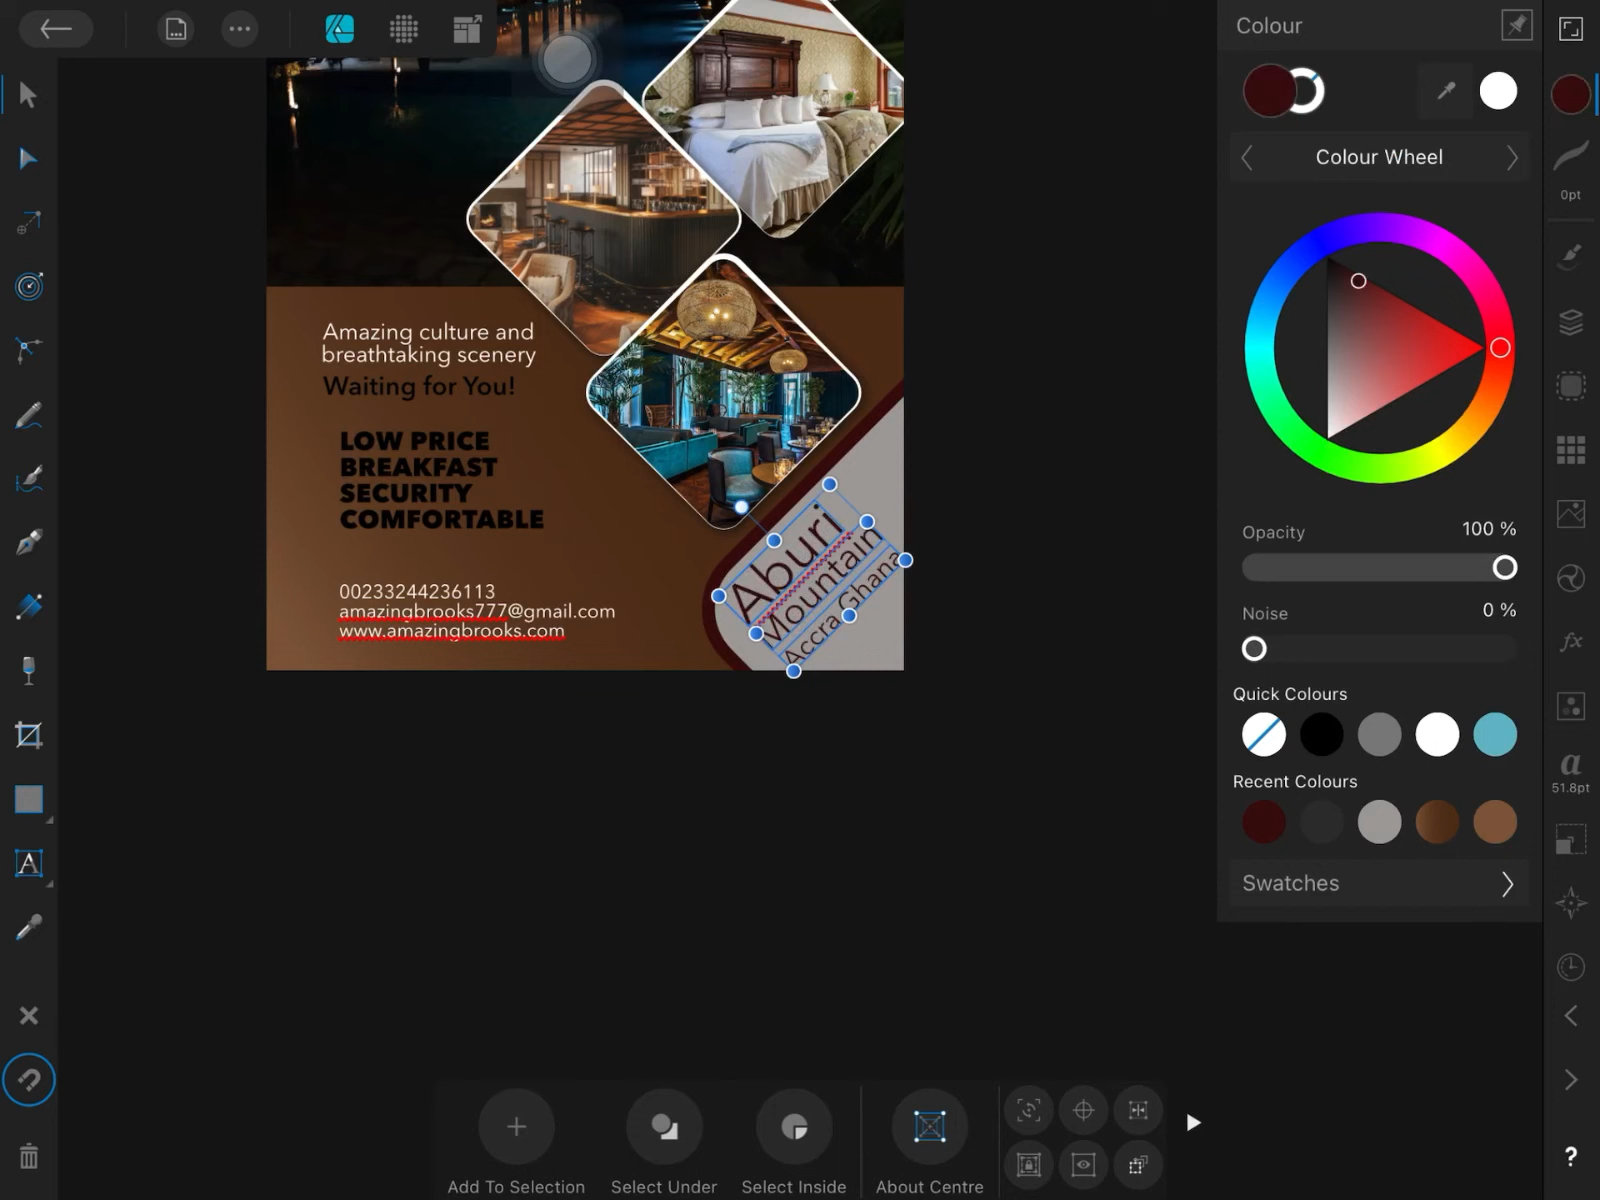 Colour
Colour Wheel
0pt
Amazing culture and
breathtaking scenery
Waiting for You!
LOW PRICE
BREAKFAST
SECURITY
COMFORTABLE
00233244236113
amazingbrooks777@gmail.com
www.amazingbrooks.com
Aburi
Mountain
Accra Ghana
Opacity 100 %
Noise 0 %
Quick Colours
Recent Colours
a
51.8pt
Swatches
fx
A
Add To Selection
Select Under
Select Inside
About Centre
?